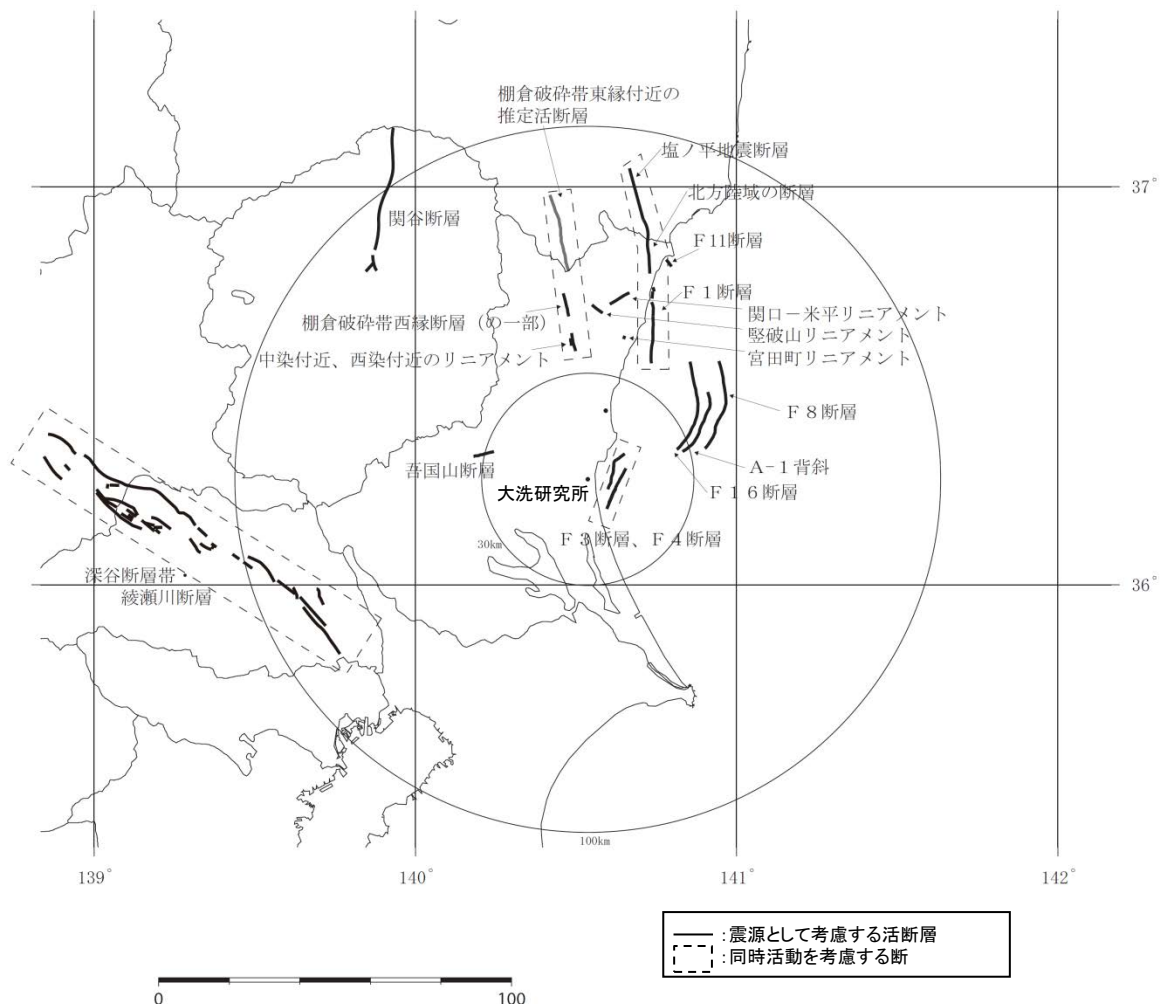 棚倉破砕帯東縁付近の
推定活断層
塩ノ平地震断層
37°
北方陸域の断層
関谷断層
F11断層
F1断層
関口－米平リニアメント
棚倉破砕帯西縁断層（の一部）
竪破山リニアメント
中染付近、西染付近のリニアメント
宮田町リニアメント
F8断層
吾国山断層
A-1背斜
大洗研究所
F16断層
F3断層、F4断層
30km
深谷断層帯・
綾瀬川断層
36°
100km
139°
140°
141°
142°
:震源として考慮する活断層
:同時活動を考慮する断
0
100